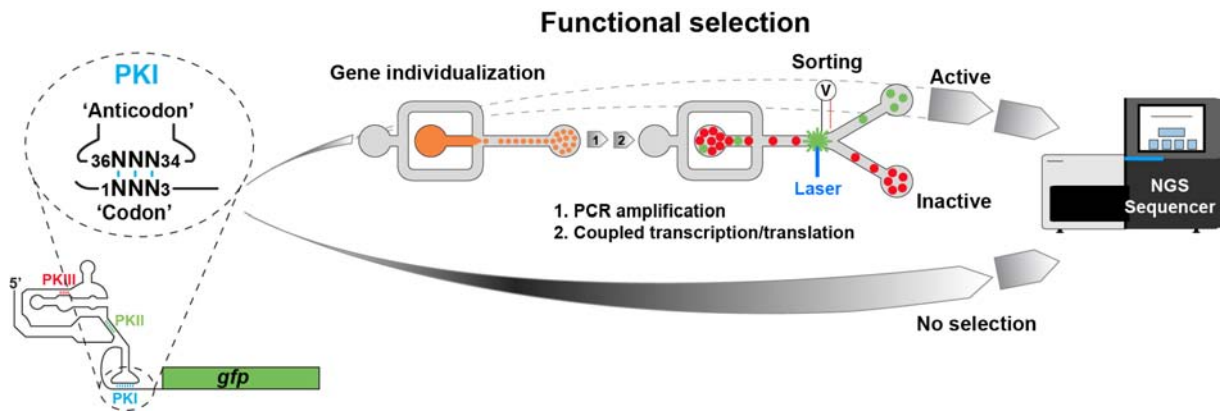 Functional selection
PKI
'Anticodon'
36NNN34
1NNN3
'Codon'
5'
PKIII
PKII
PKI
gfp
Gene individualization
1
2
Sorting
V
Laser
Active
Inactive
1. PCR amplification
2. Coupled transcription/translation
No selection
NGS
Sequencer